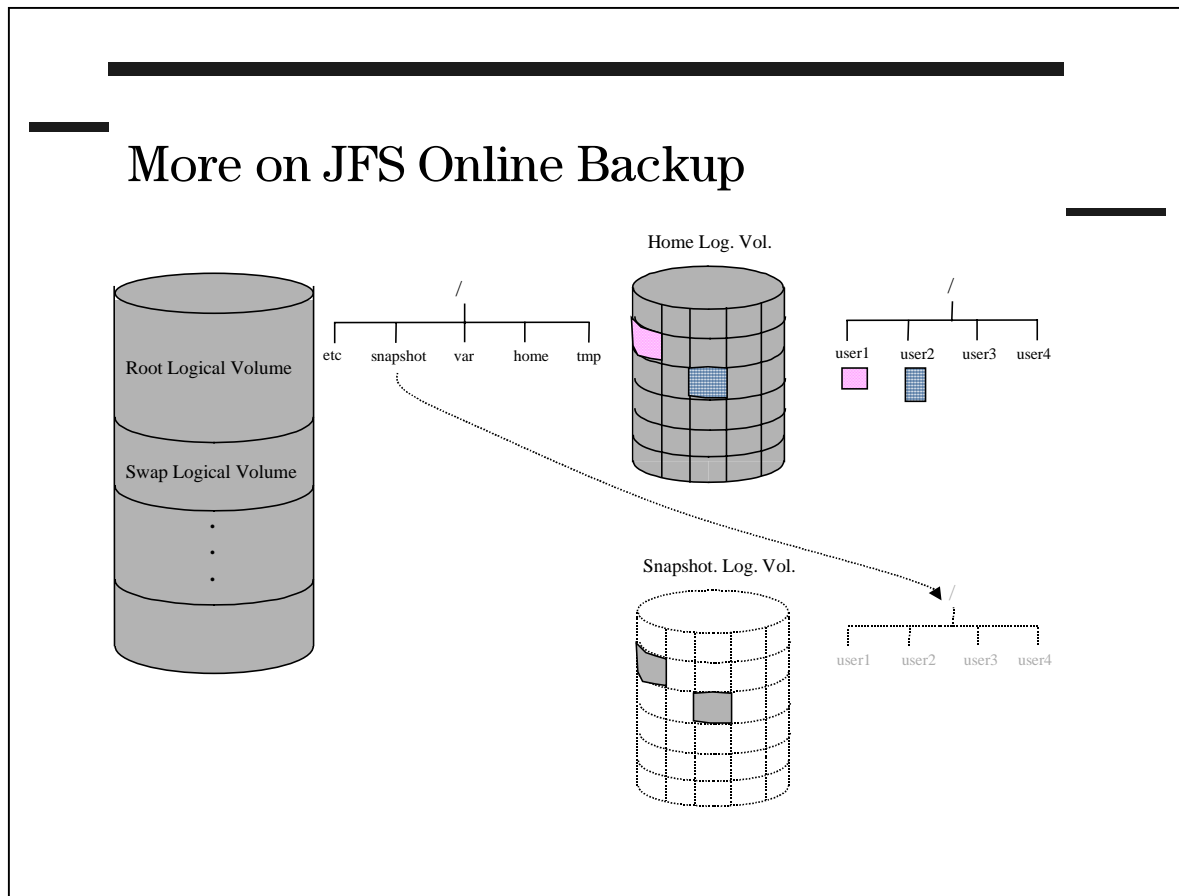 More on JFS Online Backup
Home Log. Vol.
/
/
etc snapshot var home tmp
user1 user2 user3 user4
Root Logical Volume
Swap Logical Volume
Snapshot. Log. Vol.
/
user1 user2 user3 user4